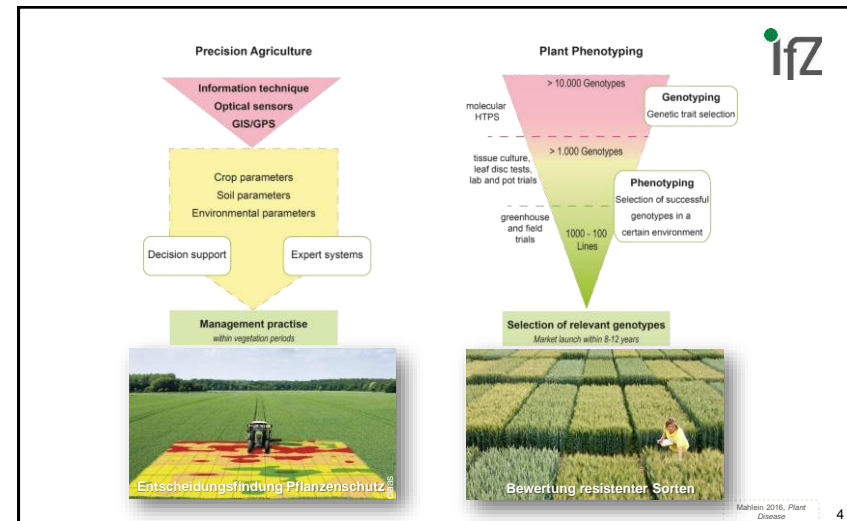 Precision Agriculture
Information technique
Optical sensors
GIS/GPS
Crop parameters
Soil parameters
Environmental parameters
Decision support
Expert systems
Management practise
within vegetation periods
Entscheidungsfindung Pflanzenschutz
Plant Phenotyping
> 10.000 Genotypes
molecular
HTPS
Genotyping
Genetic trait selection
> 1.000 Genotypes
tissue culture,
leaf disc tests,
lab and pot trials
Phenotyping
Selection of successful
genotypes in a
certain environment
greenhouse
and field
trials
1000 - 100
Lines
Selection of relevant genotypes
Market launch within 8-12 years
Bewertung resistenter Sorten
ifZ
Mahlein 2016, Plant
Disease
4